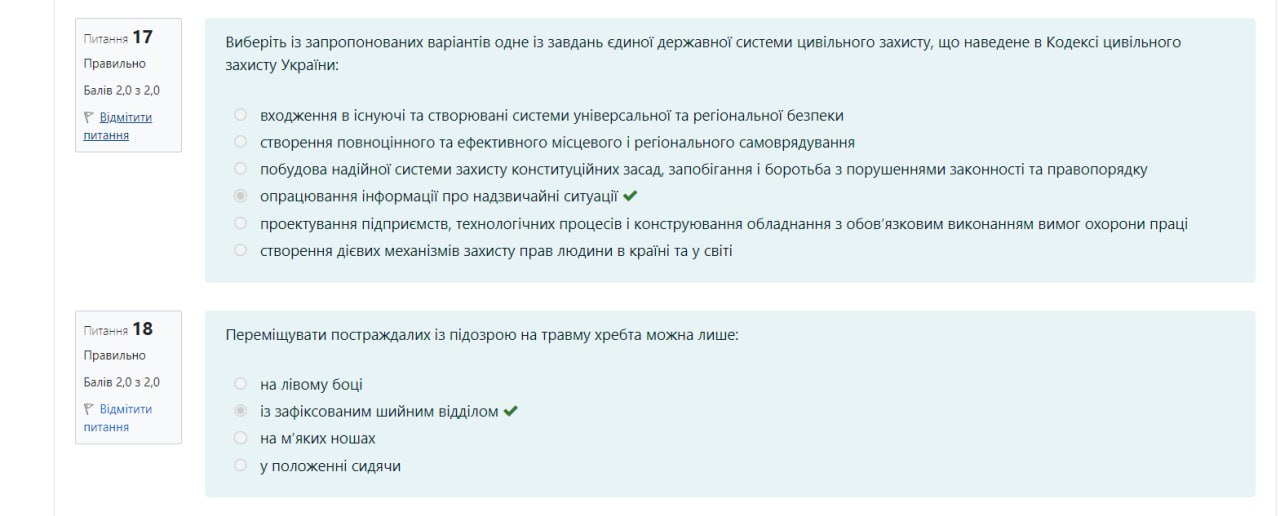 Питання 17
Правильно
Балів 2,0 з 2,0
Відмітити
питання
Виберіть із запропонованих варіантів одне із завдань єдиної державної системи цивільного захисту, що наведене в Кодексі цивільного
захисту України:
входження в існуючі та створювані системи універсальної та регіональної безпеки
створення повноцінного та ефективного місцевого і регіонального самоврядування
побудова надійної системи захисту конституційних засад, запобігання і боротьба з порушеннями законності та правопорядку
опрацювання інформації про надзвичайні ситуації
проектування підприємств, технологічних процесів і конструювання обладнання з обов’язковим виконанням вимог охорони праці
створення дієвих механізмів захисту прав людини в країні та у світі
Питання 18
Правильно
Балів 2,0 з 2,0
Відмітити
питання
Переміщувати постраждалих із підозрою на травму хребта можна лише:
на лівому боці
із зафіксованим шийним відділом
на м’яких ношах
у положенні сидячи